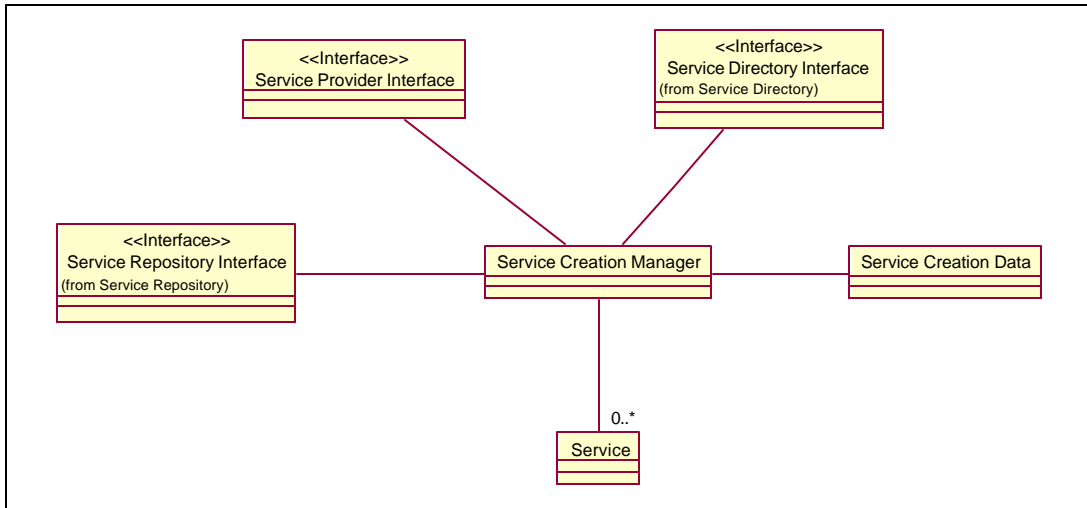 <<Interface>>
Service Provider Interface
<<Interface>>
Service Directory Interface
(from Service Directory)
<<Interface>>
Service Repository Interface
(from Service Repository)
Service Creation Manager
Service Creation Data
0..*
Service